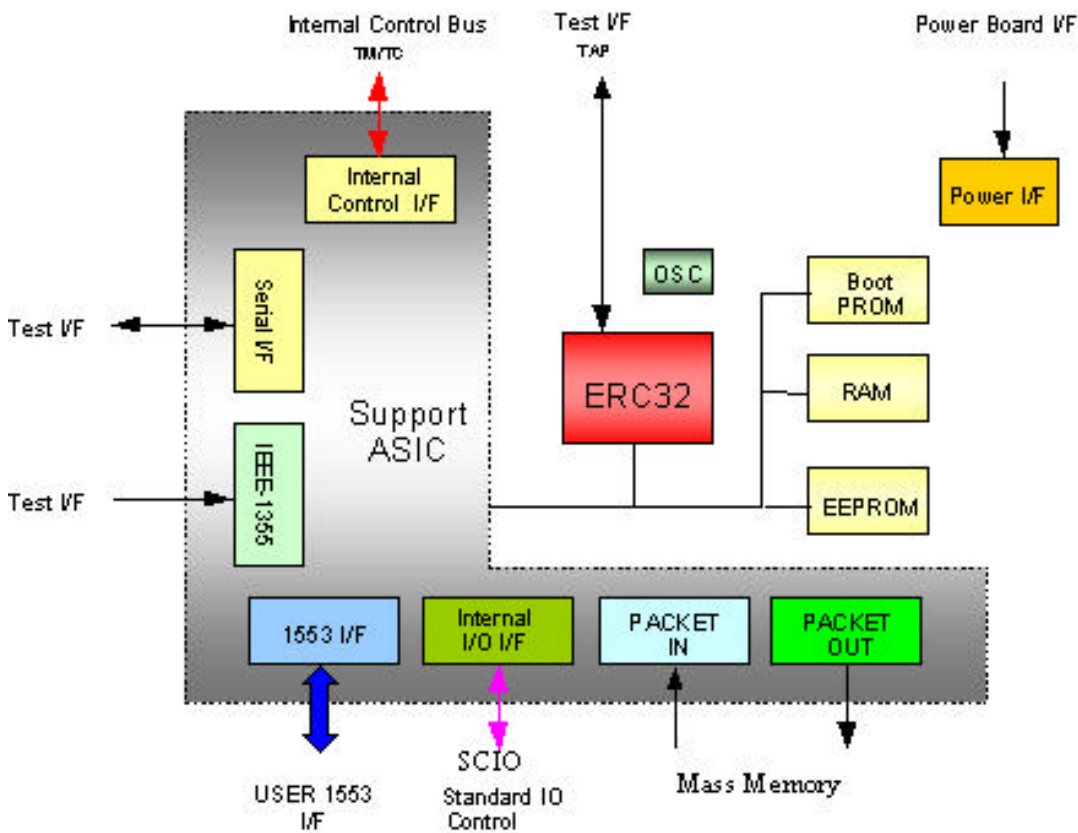 Internal Control Bus
TM/TC
Test I/F
TAP
Power Board I/F
Internal
Control I/F
Power I/F
OSC
Boot
PROM
Serial I/F
Test I/F
ERC32
RAM
Support
ASIC
IEEE-1355
Test I/F
EEPROM
1553 I/F
Internal
I/O I/F
PACKET
IN
PACKET
OUT
SCIO
Mass Memory
USER 1553
I/F
Standard IO
Control